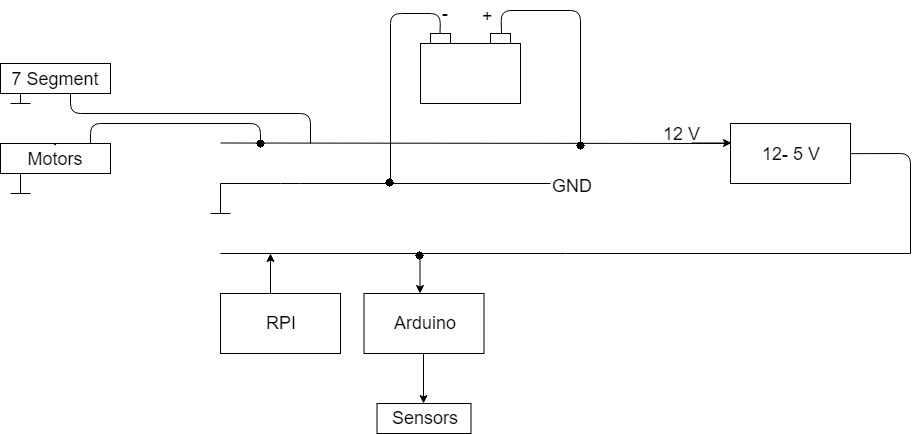 - +
7 Segment
12 V
Motors
12- 5 V
GND
RPI
Arduino
Sensors